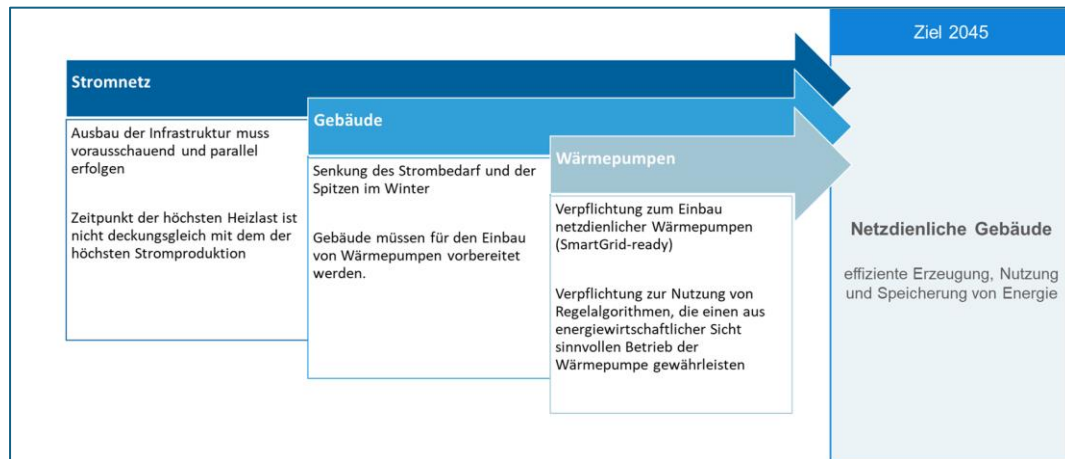 Ziel 2045
Stromnetz
Ausbau der Infrastruktur muss
vorausschauend und parallel
erfolgen
Zeitpunkt der höchsten Heizlast ist
nicht deckungsgleich mit dem der
höchsten Stromproduktion
Gebäude
Senkung des Strombedarf und der
Spitzen im Winter
Gebäude müssen für den Einbau
von Wärmepumpen vorbereitet
werden.
Wärmepumpen
Verpflichtung zum Einbau
netzdienlicher Wärmepumpen
(SmartGrid-ready)
Verpflichtung zur Nutzung von
Regelalgorithmen, die einen aus
energiewirtschaftlicher Sicht
sinnvollen Betrieb der
Wärmepumpe gewährleisten
Netzdienliche Gebäude
effiziente Erzeugung, Nutzung
und Speicherung von Energie